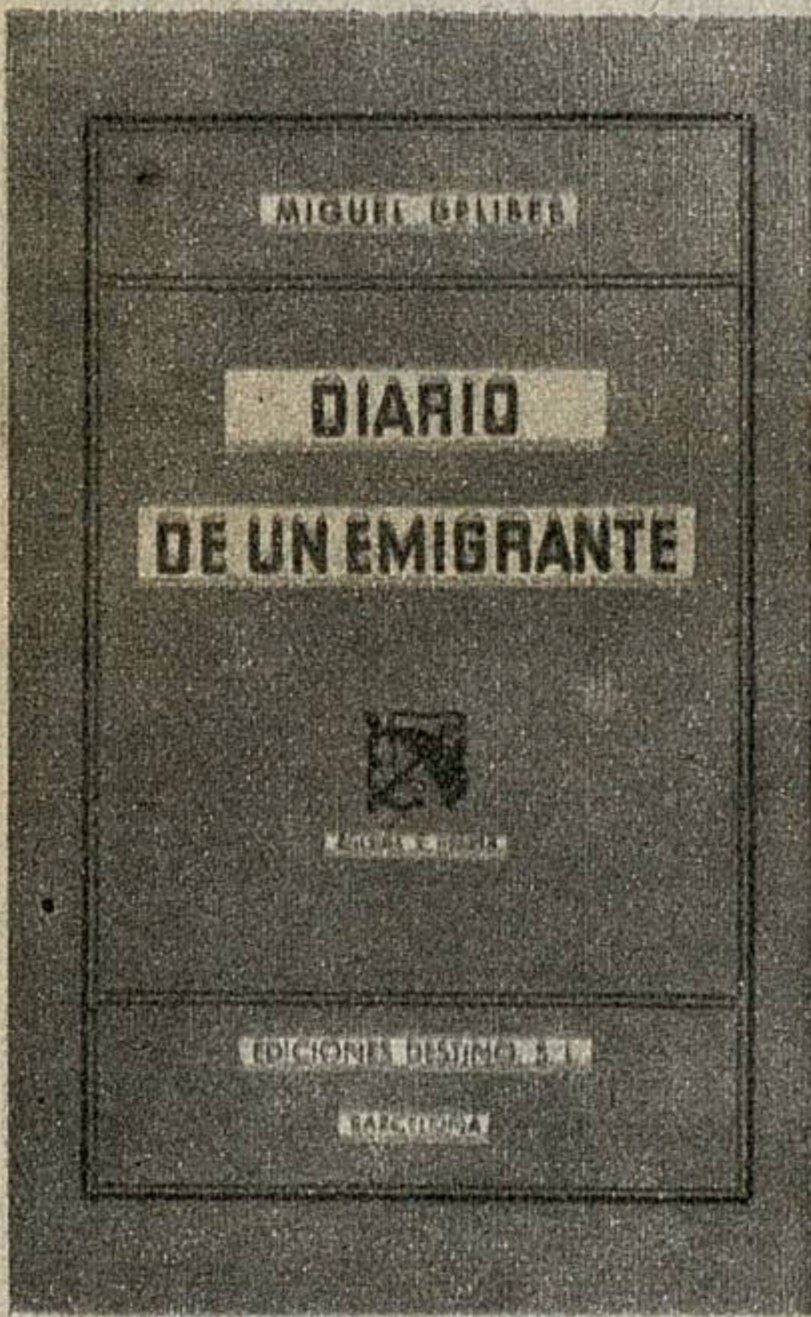 MIGUEL DELIBES
DIARIO
DE UN EMIGRANTE
EDICIONES DESTINO, S. L.
BARCELONA